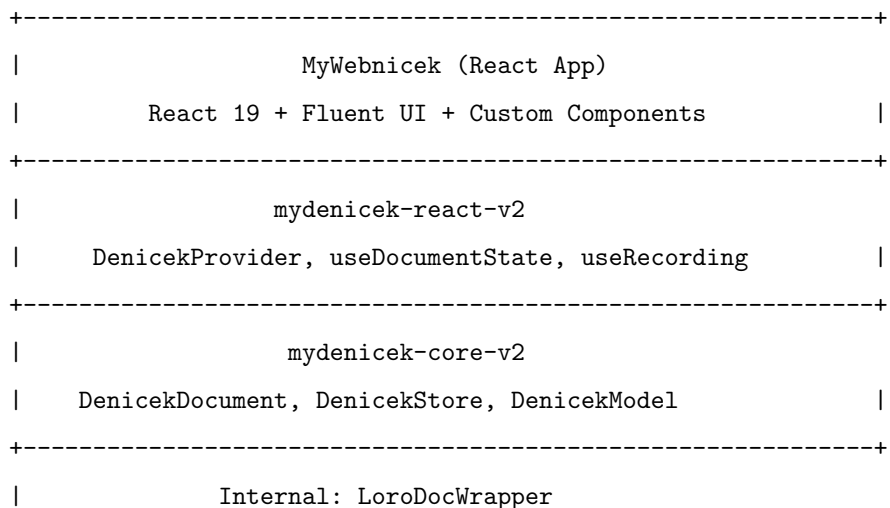 +-------------------------------------------------------------+
|                    MyWebnicek (React App)
|         React 19 + Fluent UI + Custom Components            |
+-------------------------------------------------------------+
|                  mydenicek-react-v2
|     DenicekProvider, useDocumentState, useRecording         |
+-------------------------------------------------------------+
|                   mydenicek-core-v2
|    DenicekDocument, DenicekStore, DenicekModel              |
+-------------------------------------------------------------+
|              Internal: LoroDocWrapper